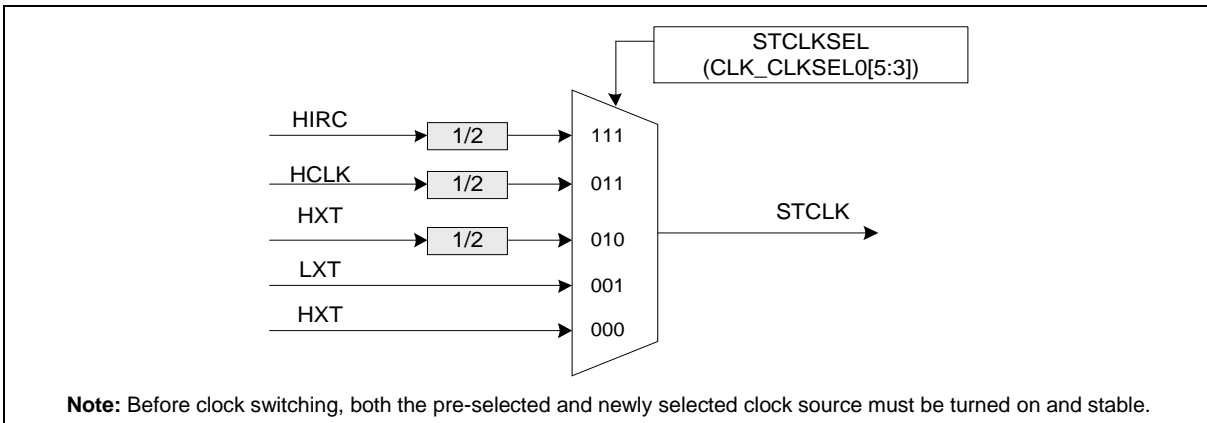 STCLKSEL
(CLK_CLKSEL0[5:3])
HIRC
1/2
111
HCLK
1/2
011
HXT
1/2
010
STCLK
LXT
001
HXT
000
Note: Before clock switching, both the pre-selected and newly selected clock source must be turned on and stable.